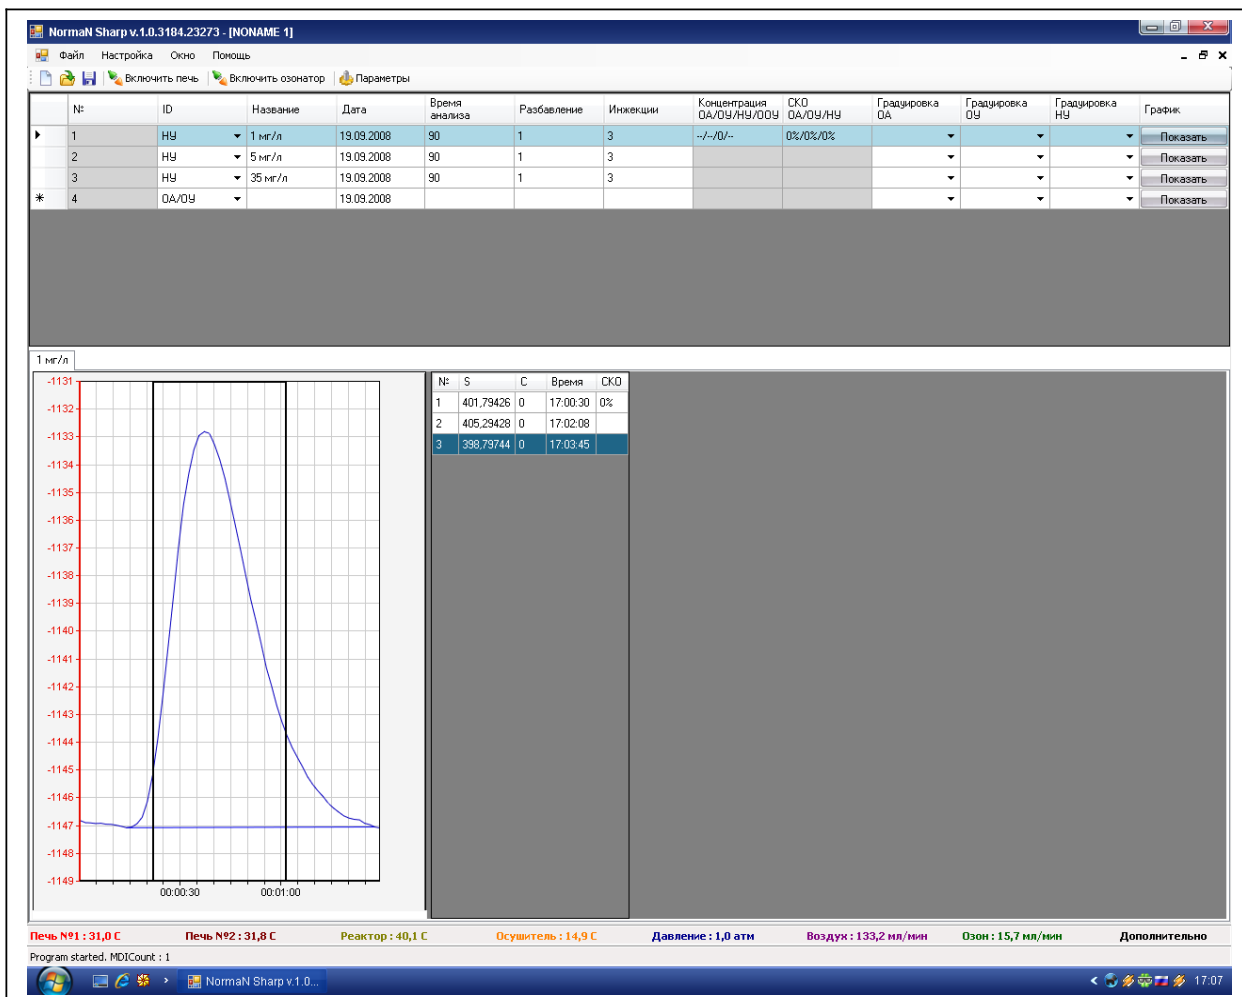 NormaN Sharp v.1.0.3184.23273 - [NONAME 1]
Файл Настройка Окно Помощь
Включить печь Включить озонатор Параметры
№ ID Название Дата Время анализа Разбавление Инжекции Концентрация ОА/ОУ/НУ/ООУ СКО ОА/ОУ/НУ Градуировка ОА Градуировка ОУ Градуировка НУ График
1 НУ 1 мг/л 19.09.2008 90 1 3 --/--/0/-- 0%/0%/0% Показать
2 НУ 5 мг/л 19.09.2008 90 1 3 Показать
3 НУ 35 мг/л 19.09.2008 90 1 3 Показать
4 ОА/ОУ 19.09.2008 Показать
1 мг/л
-1131
-1132
-1133
-1134
-1135
-1136
-1137
-1138
-1139
-1140
-1141
-1142
-1143
-1144
-1145
-1146
-1147
-1148
-1149
00:00:30 00:01:00
№ S C Время СКО
1 401,79426 0 17:00:30 0%
2 405,29428 0 17:02:08
3 398,79744 0 17:03:45
Печь №1 : 31,0 С Печь №2 : 31,8 С Реактор : 40,1 С Осушитель : 14,9 С Давление : 1,0 атм Воздух : 133,2 мл/мин Озон : 15,7 мл/мин Дополнительно
Program started. MDICount : 1
NormaN Sharp v.1.0... 17:07